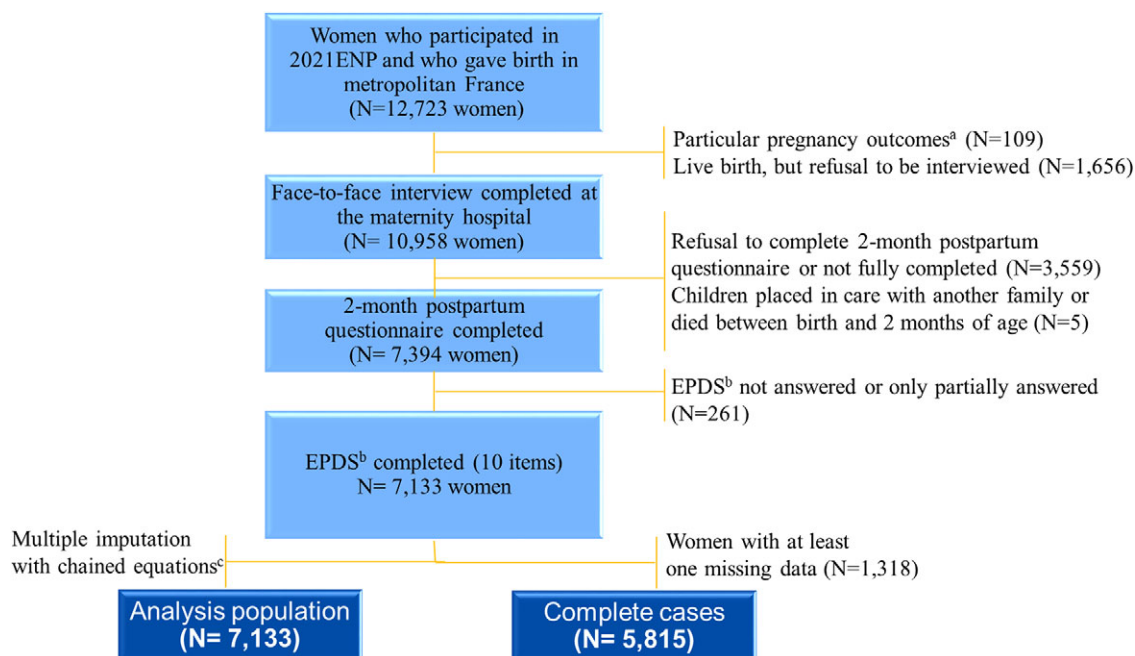 Women who participated in
2021ENP and who gave birth in
metropolitan France
(N=12,723 women)
Particular pregnancy outcomesᵃ (N=109)
Live birth, but refusal to be interviewed (N=1,656)
Face-to-face interview completed at
the maternity hospital
(N= 10,958 women)
Refusal to complete 2-month postpartum
questionnaire or not fully completed (N=3,559)
Children placed in care with another family or
died between birth and 2 months of age (N=5)
2-month postpartum
questionnaire completed
(N= 7,394 women)
EPDSᵇ not answered or only partially answered
(N=261)
EPDSᵇ completed (10 items)
N= 7,133 women
Multiple imputation
with chained equationsᶜ
Women with at least
one missing data (N=1,318)
Analysis population
(N= 7,133)
Complete cases
(N= 5,815)